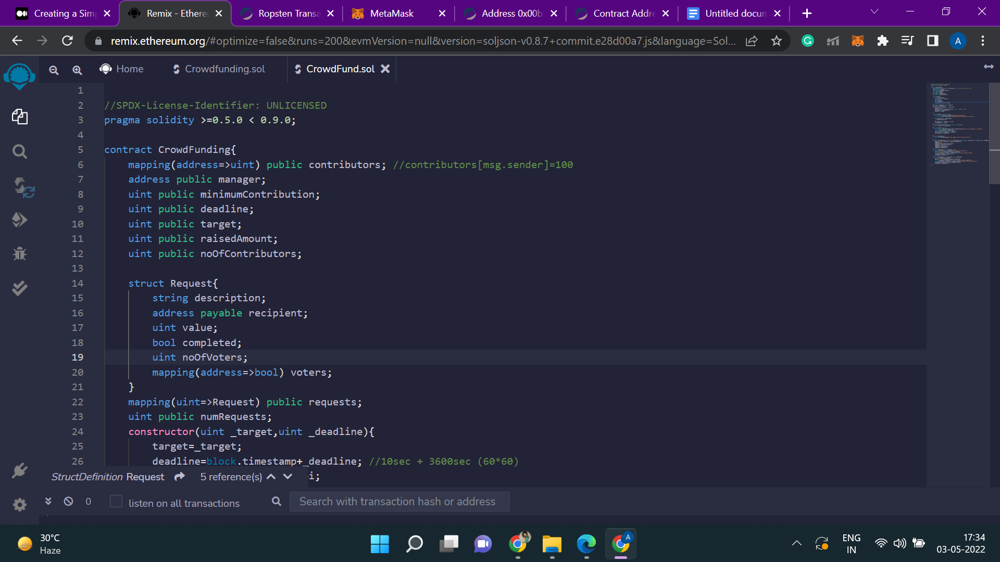 Creating a Sim
Remix - Ethere
Ropsten Transa
MetaMask
Address 0x00b
Contract Addre
Untitled docum
remix.ethereum.org/#optimize=false&runs=200&evmVersion=null&version=soljson-v0.8.7+commit.e28d00a7.js&language=Sol...
A
Home
Crowdfunding.sol
CrowdFund.sol
1
2 //SPDX-License-Identifier: UNLICENSED
3 pragma solidity >=0.5.0 < 0.9.0;
4
5 contract CrowdFunding{
6 mapping(address=>uint) public contributors; //contributors[msg.sender]=100
7 address public manager;
8 uint public minimumContribution;
9 uint public deadline;
10 uint public target;
11 uint public raisedAmount;
12 uint public noOfContributors;
13
14 struct Request{
15 string description;
16 address payable recipient;
17 uint value;
18 bool completed;
19 uint noOfVoters;
20 mapping(address=>bool) voters;
21 }
22 mapping(uint=>Request) public requests;
23 uint public numRequests;
24 constructor(uint _target,uint _deadline){
25 target=_target;
26 deadline=block.timestamp+_deadline; //10sec + 3600sec (60*60)
StructDefinition Request 5 reference(s) i;
0 listen on all transactions Search with transaction hash or address
30°C
Haze
A
ENG
IN
17:34
03-05-2022